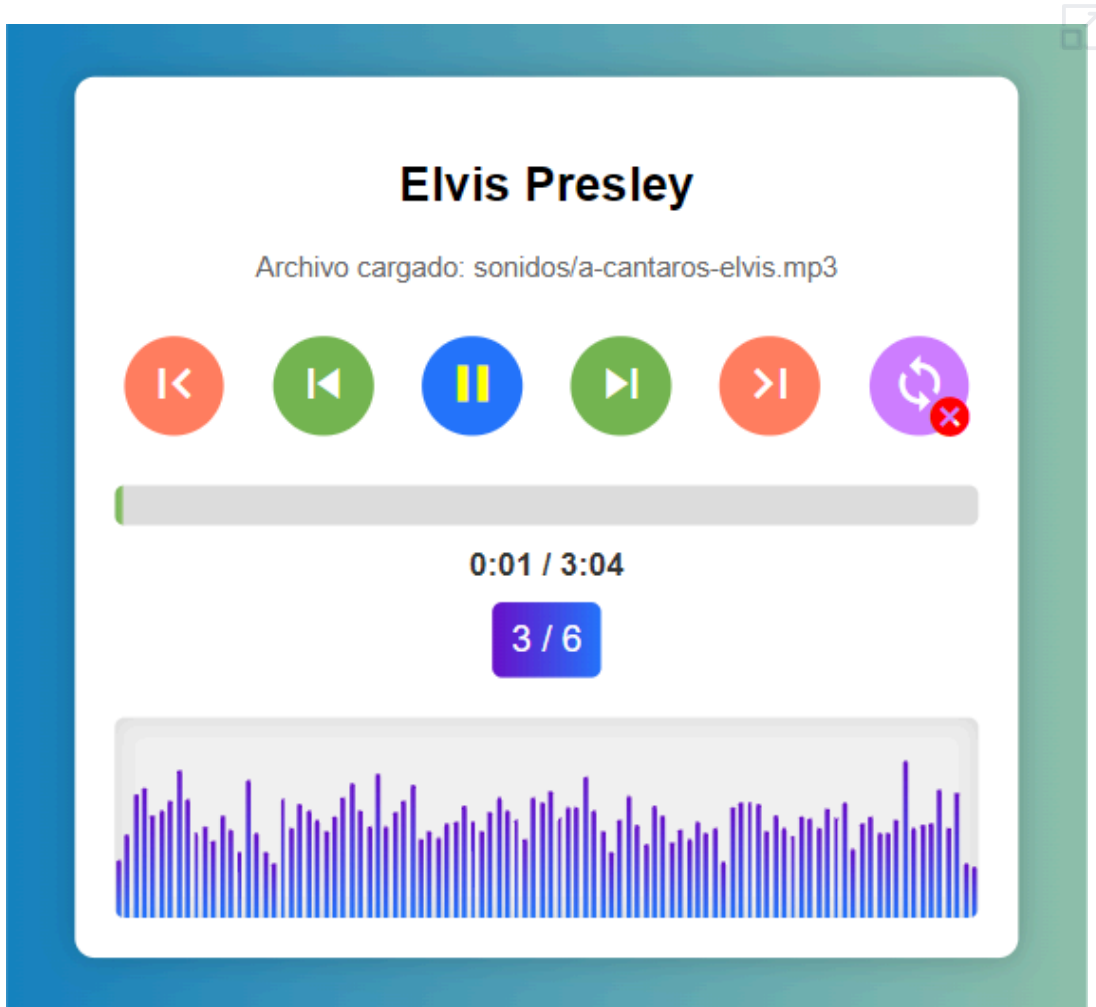 Elvis Presley
Archivo cargado: sonidos/a-cantaros-elvis.mp3
0:01 / 3:04
3 / 6